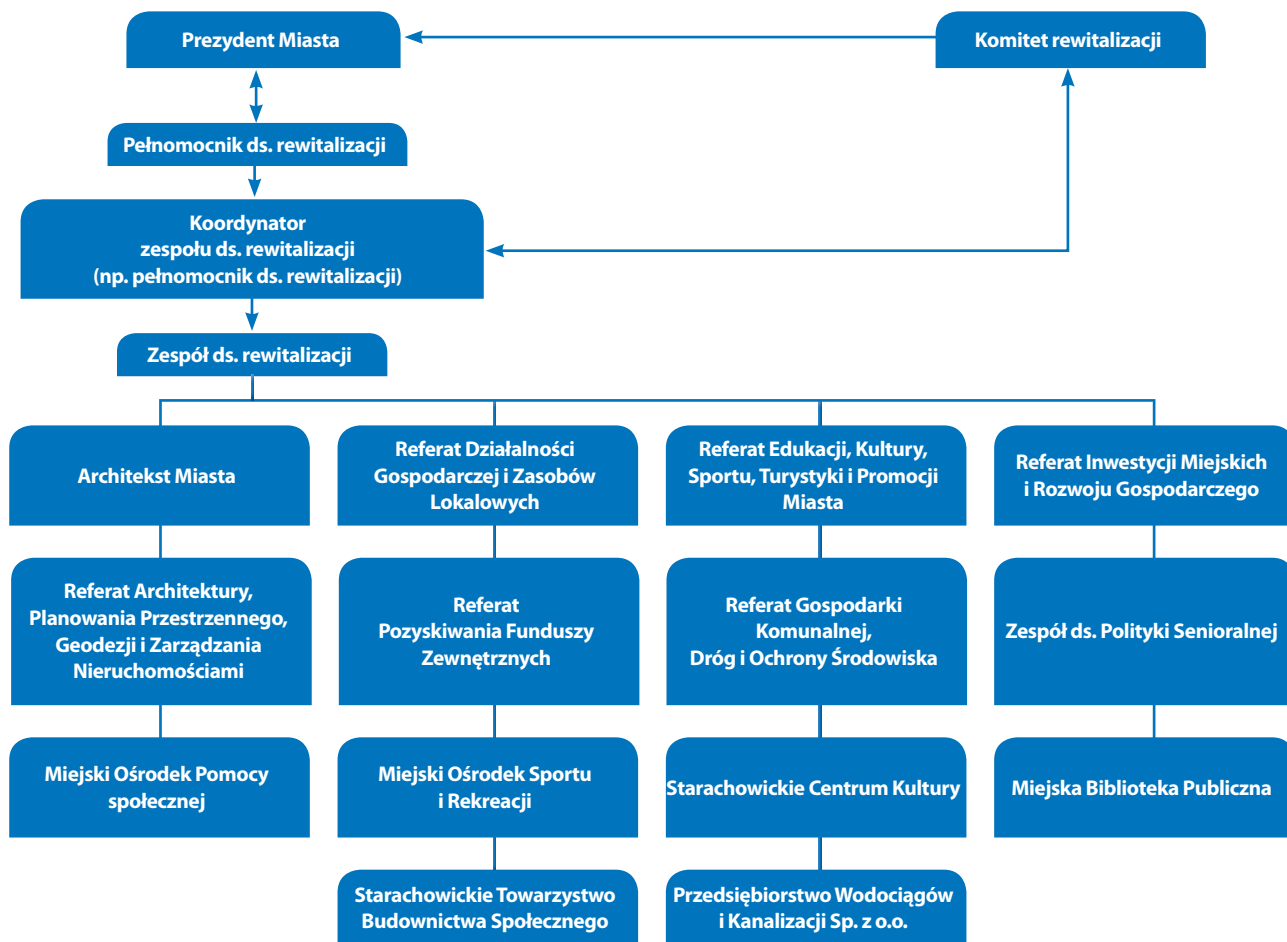 Prezydent Miasta
Komitet rewitalizacji
Pełnomocnik ds. rewitalizacji
Koordynator
zespołu ds. rewitalizacji
(np. pełnomocnik ds. rewitalizacji)
Zespół ds. rewitalizacji
Architekst Miasta
Referat Działalności
Gospodarczej i Zasobów
Lokalowych
Referat Edukacji, Kultury,
Sportu, Turystyki i Promocji
Miasta
Referat Inwestycji Miejskich
i Rozwoju Gospodarczego
Referat Architektury,
Planowania Przestrzennego,
Geodezji i Zarządzania
Nieruchomościami
Referat
Pozyskiwania Funduszy
Zewnętrznych
Referat Gospodarki
Komunalnej,
Dróg i Ochrony Środowiska
Zespół ds. Polityki Senioralnej
Miejski Ośrodek Pomocy
społecznej
Miejski Ośrodek Sportu
i Rekreacji
Starachowickie Centrum Kultury
Miejska Biblioteka Publiczna
Starachowickie Towarzystwo
Budownictwa Społecznego
Przedsiębiorstwo Wodociągów
i Kanalizacji Sp. z o.o.